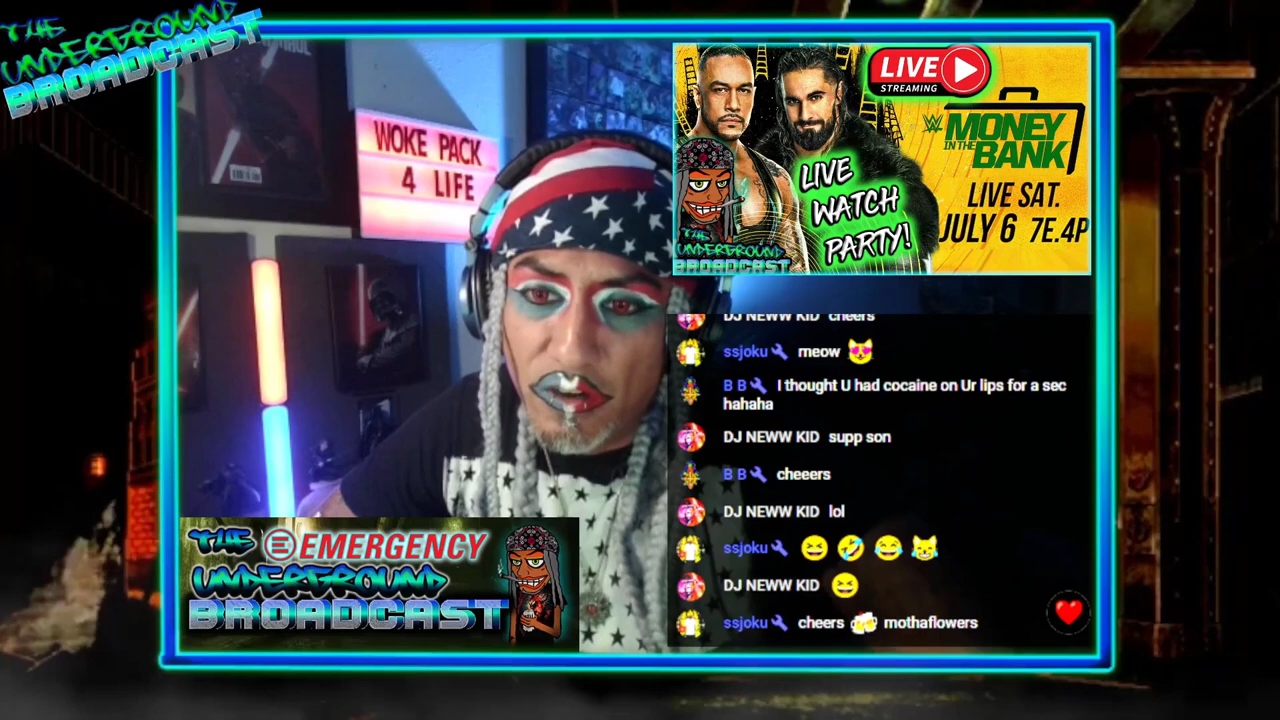 THE
UNDERGROUND
BROADCAST
WOKE PACK
4 LIFE
LIVE
STREAMING
W
MONEY
IN THE
BANK
LIVE
WATCH
PARTY!
LIVE SAT.
JULY 6 7E.4P
THE
UNDERGROUND
BROADCAST
DJ NEWW KID cheers
ssjoku meow 😻
B B I thought U had cocaine on Ur lips for a sec
hahaha
DJ NEWW KID supp son
B B cheeers
DJ NEWW KID lol
ssjoku 😆 🤣 😂 😹
DJ NEWW KID 😆
ssjoku cheers 🍻 mothaflowers
THE EMERGENCY
UNDERGROUND
BROADCAST